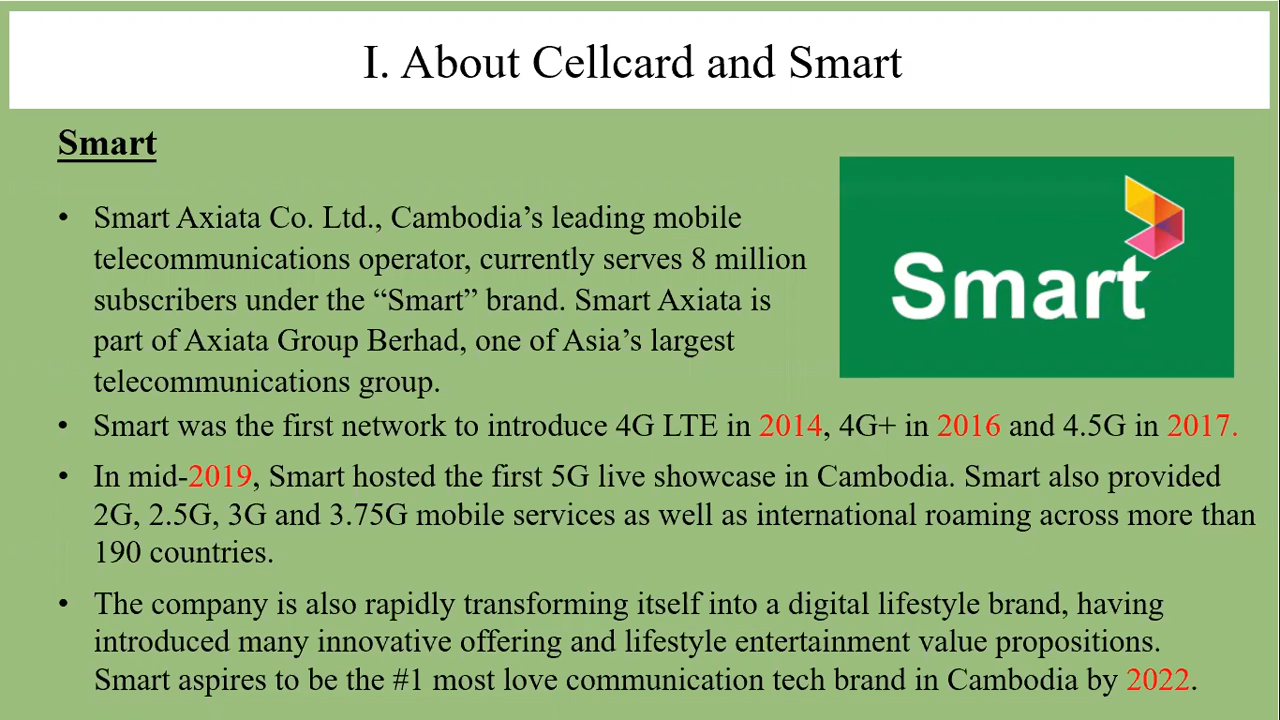 I. About Cellcard and Smart
Smart
• Smart Axiata Co. Ltd., Cambodia’s leading mobile
telecommunications operator, currently serves 8 million
subscribers under the “Smart” brand. Smart Axiata is
part of Axiata Group Berhad, one of Asia’s largest
telecommunications group.
Smart
• Smart was the first network to introduce 4G LTE in 2014, 4G+ in 2016 and 4.5G in 2017.
• In mid-2019, Smart hosted the first 5G live showcase in Cambodia. Smart also provided
2G, 2.5G, 3G and 3.75G mobile services as well as international roaming across more than
190 countries.
• The company is also rapidly transforming itself into a digital lifestyle brand, having
introduced many innovative offering and lifestyle entertainment value propositions.
Smart aspires to be the #1 most love communication tech brand in Cambodia by 2022.